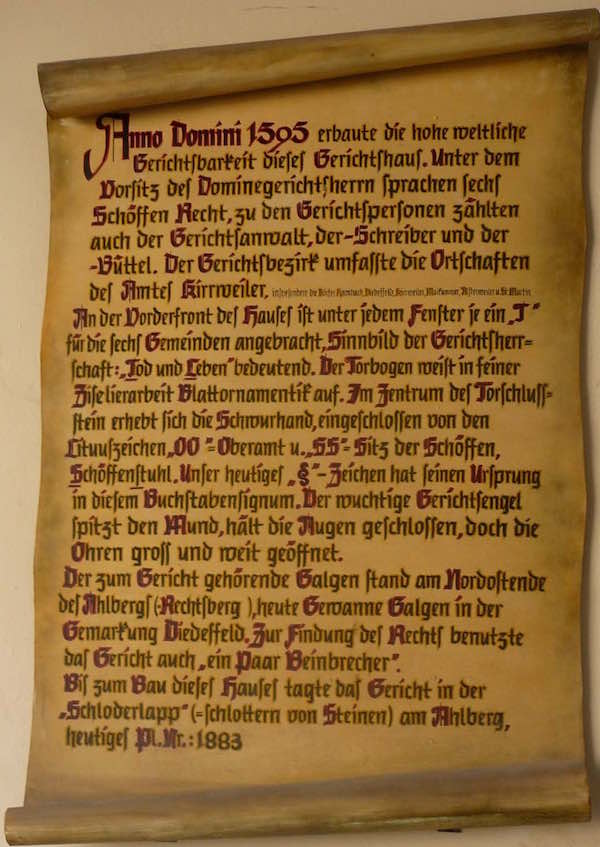 Anno Domini 1595 erbaute die hohe weltliche
Gerichtsbarkeit dieses Gerichtshaus. Unter dem
Vorsitz des Dominegerichtsherrn sprachen sechs
Schöffen Recht, zu den Gerichtspersonen zählten
auch der Gerichtsanwalt, der-Schreiber und der
-Büttel. Der Gerichtsbezirk umfasste die Ortschaften
des Amtes Kirrweiler, insbesondere die Dörfer Diedesfeld, Maikammer, u. St. Martin
An der Vorderfront des Hauses ist unter jedem Fenster je ein „T"
für die sechs Gemeinden angebracht, Sinnbild der Gerichtsherr=
schaft: „Tod und Leben" bedeutend. Der Torbogen weist in feiner
Ziselierarbeit Blattornamentik auf. Im Zentrum des Torschluss=
stein erhebt sich die Schwurhand, eingeschlossen von den
Lituuszeichen „OO"=Oberamt u. „SS"=Sitz der Schöffen,
Schöffenstuhl. Unser heutiges „§"-Zeichen hat seinen Ursprung
in diesem Buchstabensignum. Der wuchtige Gerichtsengel
spitzt den Mund, hält die Augen geschlossen, doch die
Ohren gross und weit geöffnet.
Der zum Gericht gehörende Galgen stand am Nordostende
des Ahlbergs (-Rechtsberg ), heute Gewanne Galgen in der
Gemarkung Diedesfeld. Zur Findung des Rechts benutzte
das Gericht auch „ein Paar Beinbrecher".
Bis zum Bau dieses Hauses tagte das Gericht in der
„Schloderlapp" (=schlottern von Steinen) am Ahlberg,
heutiges Pl.Nr.: 1883